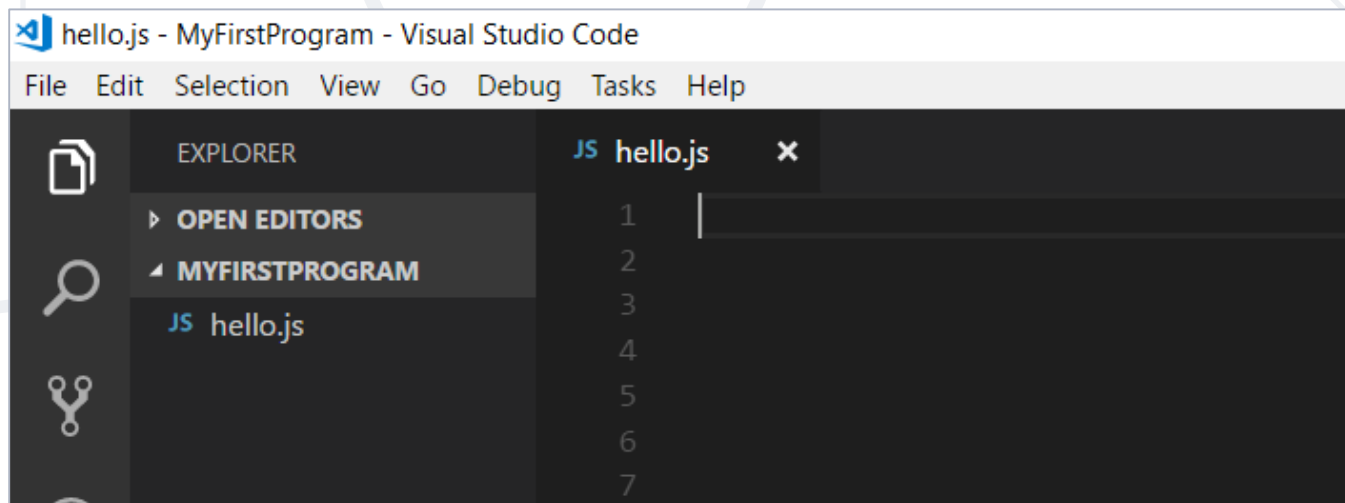 hello.js - MyFirstProgram - Visual Studio Code
File Edit Selection View Go Debug Tasks Help
EXPLORER
OPEN EDITORS
MYFIRSTPROGRAM
JS hello.js
JS hello.js
1
2
3
4
5
6
7